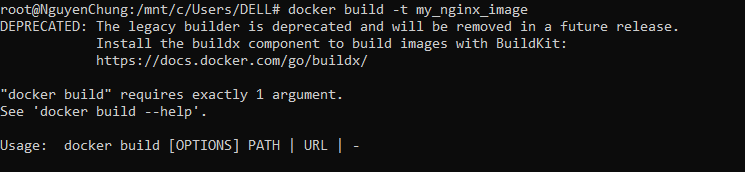 root@NguyenChung:/mnt/c/Users/DELL# docker build -t my_nginx_image
DEPRECATED: The legacy builder is deprecated and will be removed in a future release.
Install the buildx component to build images with BuildKit:
https://docs.docker.com/go/buildx/
"docker build" requires exactly 1 argument.
See 'docker build --help'.
Usage:  docker build [OPTIONS] PATH | URL | -